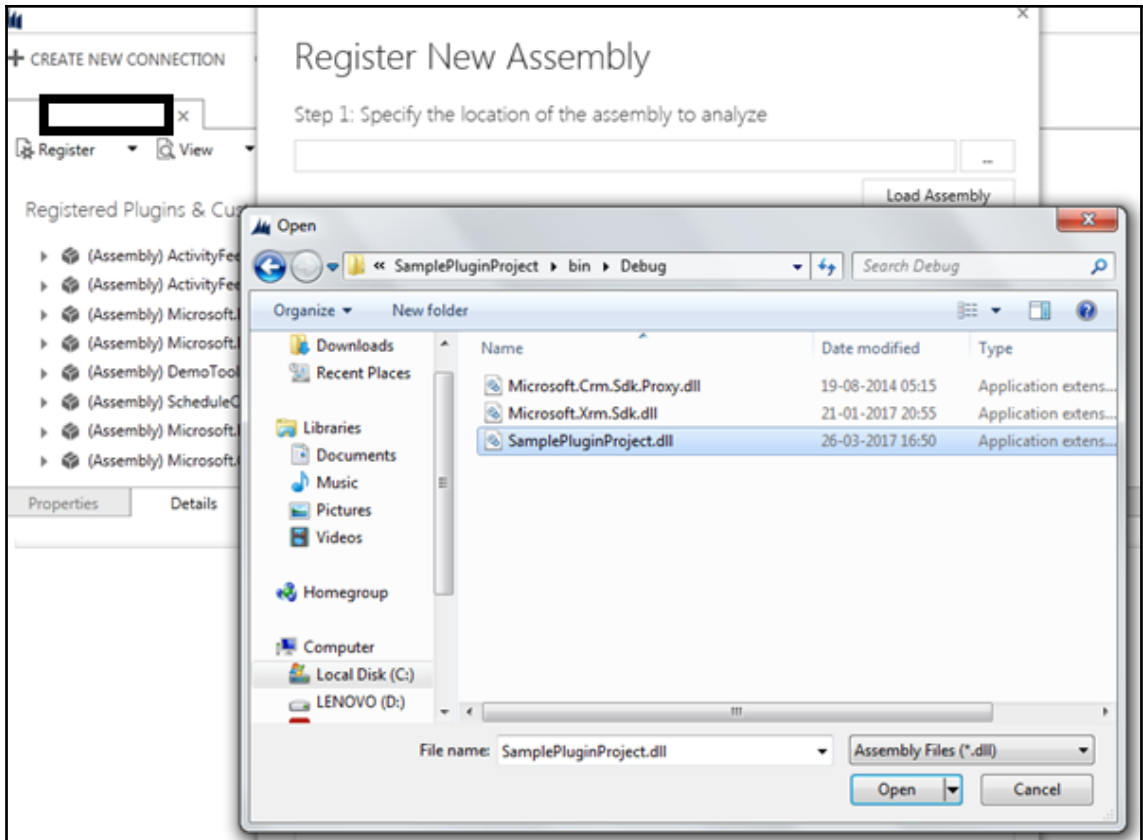 CREATE NEW CONNECTION
Register
View
Registered Plugins & Cus
(Assembly) ActivityFee
(Assembly) ActivityFee
(Assembly) Microsoft.
(Assembly) Microsoft.
(Assembly) DemoTool
(Assembly) ScheduleC
(Assembly) Microsoft.
(Assembly) Microsoft.
Properties Details
Register New Assembly
Step 1: Specify the location of the assembly to analyze
...
Load Assembly
Open
« SamplePluginProject ▸ bin ▸ Debug
Search Debug
Organize New folder
Downloads
Recent Places
Libraries
Documents
Music
Pictures
Videos
Homegroup
Computer
Local Disk (C:)
LENOVO (D:)
Name Date modified Type
Microsoft.Crm.Sdk.Proxy.dll 19-08-2014 05:15 Application extens...
Microsoft.Xrm.Sdk.dll 21-01-2017 20:55 Application extens...
SamplePluginProject.dll 26-03-2017 16:50 Application extens...
File name: SamplePluginProject.dll Assembly Files (*.dll)
Open Cancel